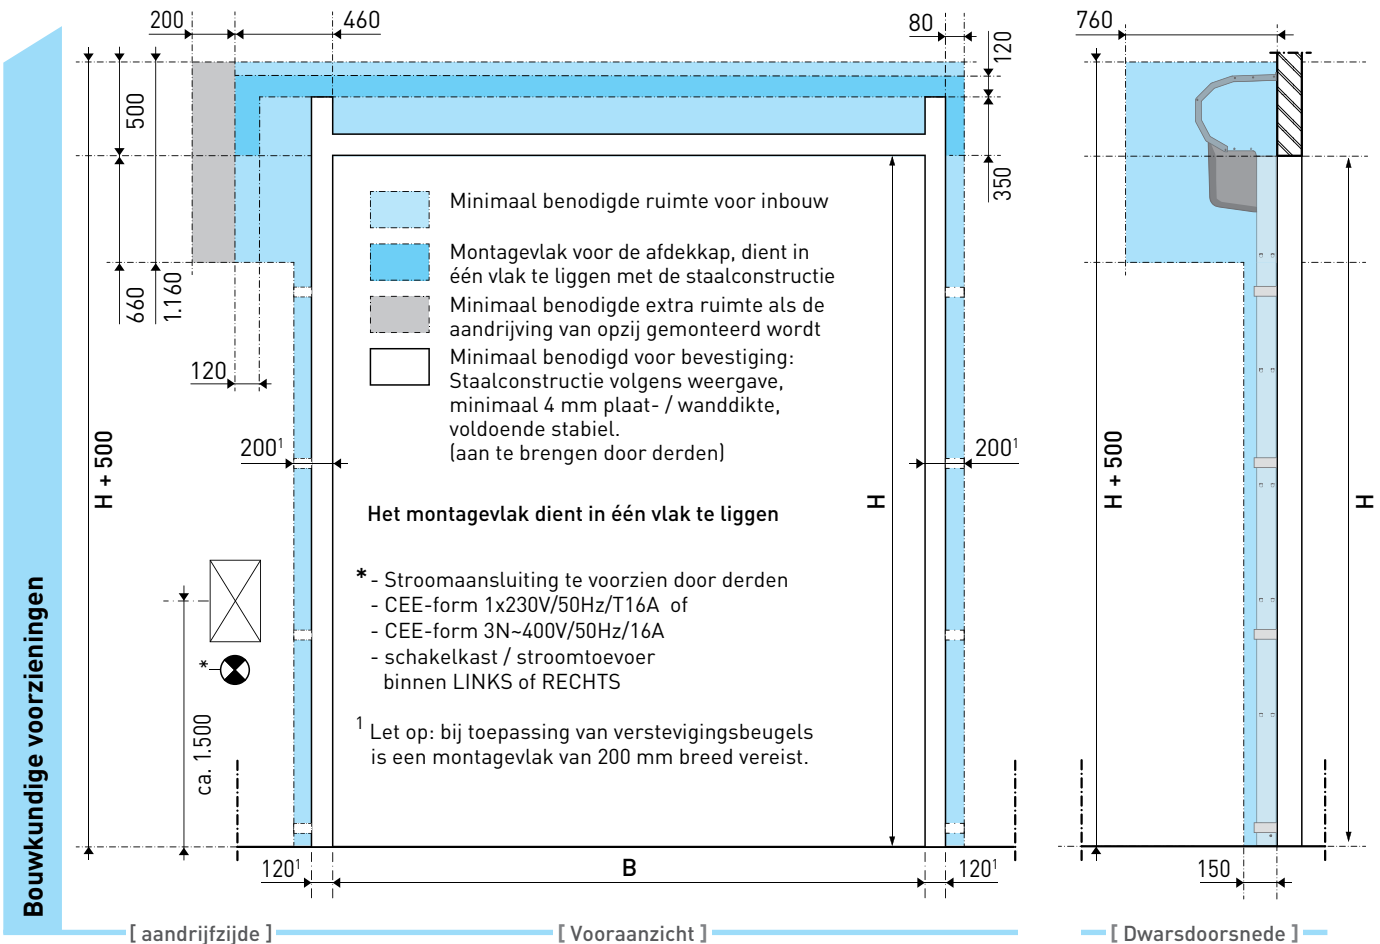 200
460
80
120
760
500
350
660
1.160
120
H + 500
200¹
200¹
H
H + 500
H
Minimaal benodigde ruimte voor inbouw
Montagevlak voor de afdekkap, dient in
één vlak te liggen met de staalconstructie
Minimaal benodigde extra ruimte als de
aandrijving van opzij gemonteerd wordt
Minimaal benodigd voor bevestiging:
Staalconstructie volgens weergave,
minimaal 4 mm plaat- / wanddikte,
voldoende stabiel.
(aan te brengen door derden)
Het montagevlak dient in één vlak te liggen
* - Stroomaansluiting te voorzien door derden
- CEE-form 1x230V/50Hz/T16A of
- CEE-form 3N~400V/50Hz/16A
- schakelkast / stroomtoevoer
binnen LINKS of RECHTS
¹ Let op: bij toepassing van verstevigingsbeugels
is een montagevlak van 200 mm breed vereist.
*
ca. 1.500
120¹
B
120¹
150
Bouwkundige voorzieningen
[ aandrijfzijde ]
[ Vooraanzicht ]
[ Dwarsdoorsnede ]